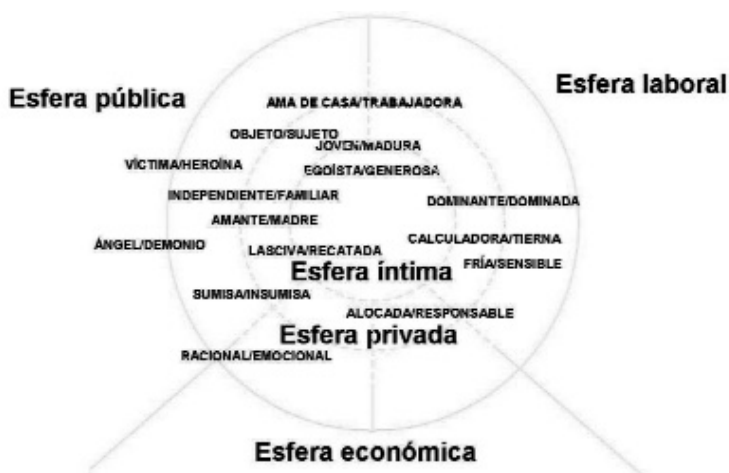 Esfera pública
Esfera laboral
AMA DE CASA/TRABAJADORA
OBJETO/SUJETO
JOVEN/MADURA
VÍCTIMA/HEROÍNA
EGOÍSTA/GENEROSA
INDEPENDIENTE/FAMILIAR
DOMINANTE/DOMINADA
AMANTE/MADRE
ÁNGEL/DEMONIO
LASCIVA/RECATADA
CALCULADORA/TIERNA
Esfera íntima
FRÍA/SENSIBLE
SUMISA/INSUMISA
ALOCADA/RESPONSABLE
Esfera privada
RACIONAL/EMOCIONAL
Esfera económica